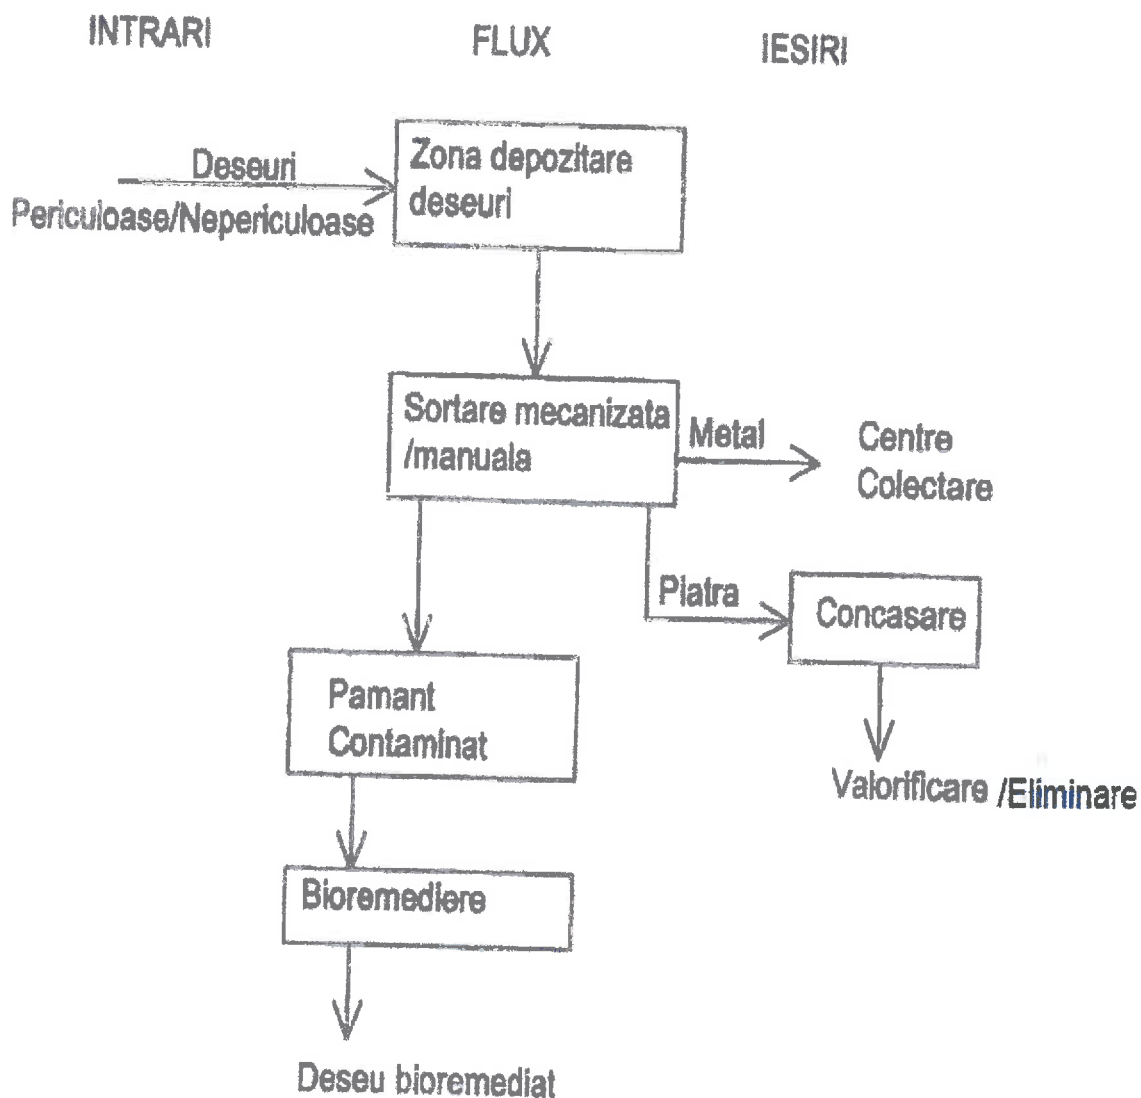 INTRARI
FLUX
IESIRI
Deseuri
Periculoase/Nepericuloase
Zona depozitare
deseuri
Sortare mecanizata
/manuala
Metal
Centre
Colectare
Piatra
Concasare
Pamant
Contaminat
Valorificare /Eliminare
Bioremediere
Deseu bioremediat